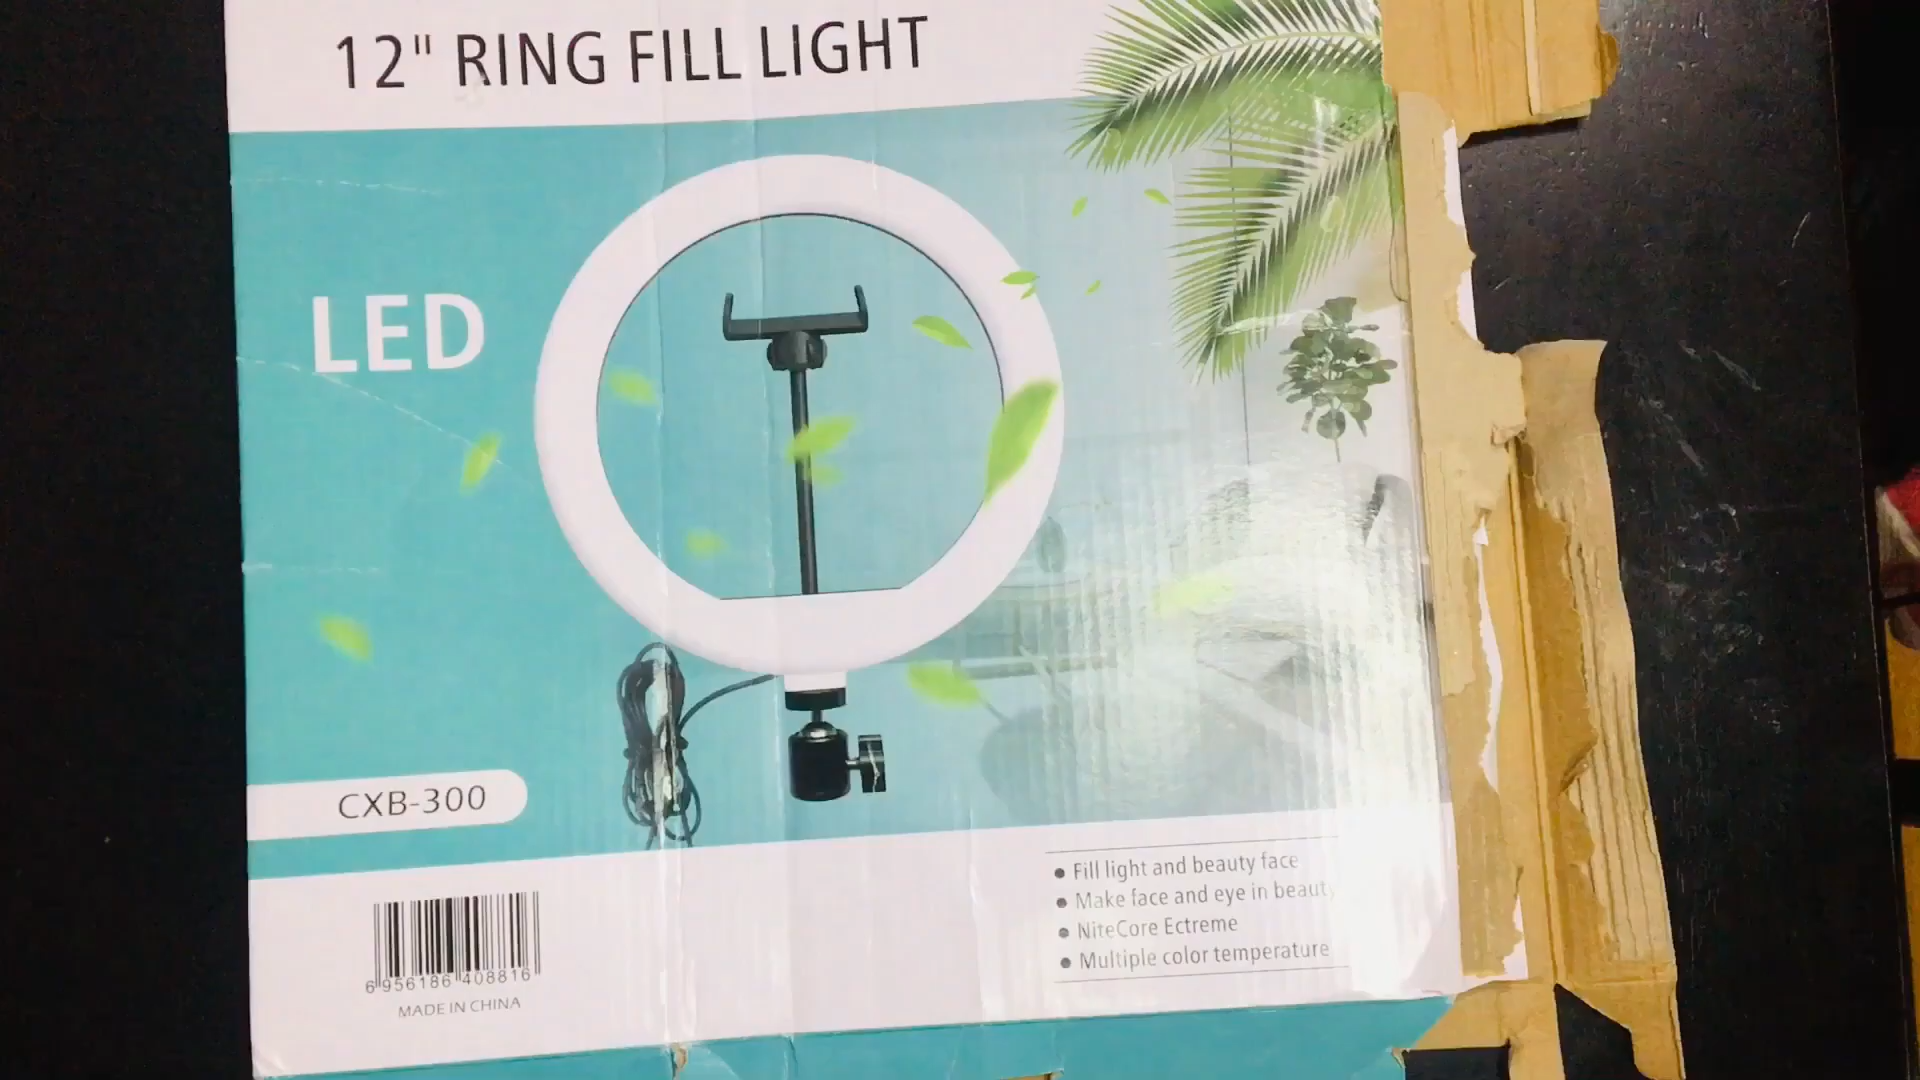 12" RING FILL LIGHT
LED
CXB-300
6 956186 408816
MADE IN CHINA
• Fill light and beauty face
• Make face and eye in beauty
• NiteCore Ectreme
• Multiple color temperature